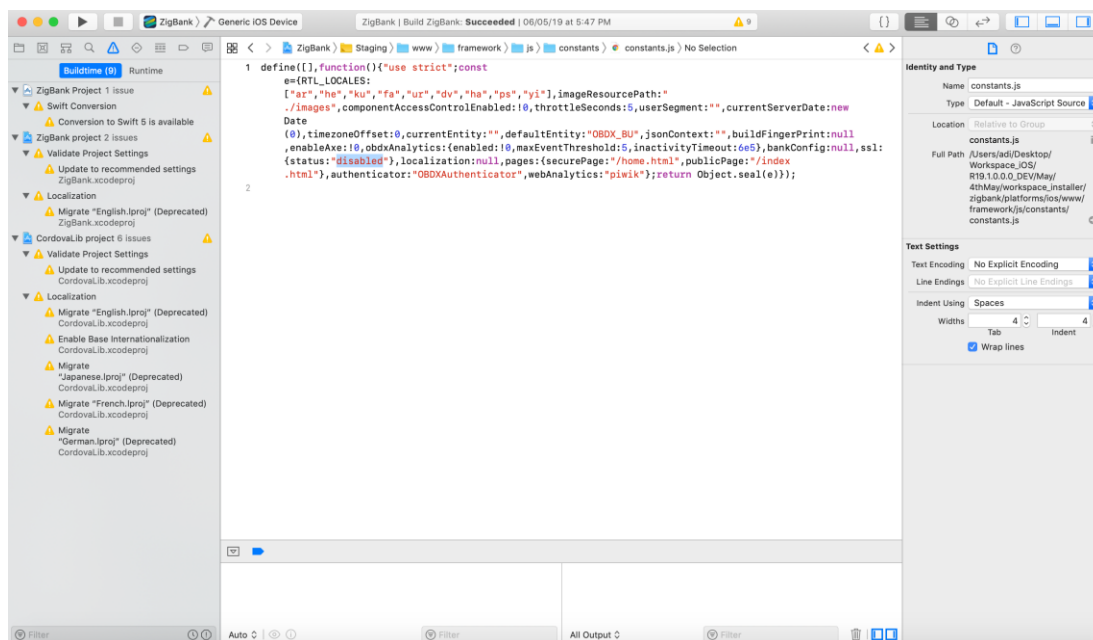 ZigBank
Generic iOS Device
ZigBank | Build ZigBank: Succeeded | 06/05/19 at 5:47 PM
9
{}
Buildtime (9)
Runtime
ZigBank Project 1 issue
Swift Conversion
Conversion to Swift 5 is available
ZigBank project 2 issues
Validate Project Settings
Update to recommended settings
ZigBank.xcodeproj
Localization
Migrate “English.lproj” (Deprecated)
ZigBank.xcodeproj
CordovaLib project 6 issues
Validate Project Settings
Update to recommended settings
CordovaLib.xcodeproj
Localization
Migrate “English.lproj” (Deprecated)
CordovaLib.xcodeproj
Enable Base Internationalization
CordovaLib.xcodeproj
Migrate
“Japanese.lproj” (Deprecated)
CordovaLib.xcodeproj
Migrate “French.lproj” (Deprecated)
CordovaLib.xcodeproj
Migrate
“German.lproj” (Deprecated)
CordovaLib.xcodeproj
Filter
ZigBank
Staging
www
framework
js
constants
constants.js
No Selection
1 define([],function(){"use strict";const
e={RTL_LOCALES:
["ar","he","ku","fa","ur","dv","ha","ps","yi"],imageResourcePath:"
./images",componentAccessControlEnabled:!0,throttleSeconds:5,userSegment:"",currentServerDate:new
Date
(0),timezoneOffset:0,currentEntity:"",defaultEntity:"OBDX_BU",jsonContext:"",buildFingerPrint:null
,enableAxe:!0,obdxAnalytics:{enabled:!0,maxEventThreshold:5,inactivityTimeout:6e5},bankConfig:null,ssl:
{status:"disabled"},localization:null,pages:{securePage:"/home.html",publicPage:"/index
.html"},authenticator:"OBDXAuthenticator",webAnalytics:"piwik"};return Object.seal(e)});
2
Auto
Filter
All Output
Filter
Identity and Type
Name constants.js
Type Default - JavaScript Source
Location Relative to Group
constants.js
Full Path /Users/adi/Desktop/
Workspace_iOS/
R19.1.0.0.0_DEV/May/
4thMay/workspace_installer/
zigbank/platforms/ios/www/
framework/js/constants/
constants.js
Text Settings
Text Encoding No Explicit Encoding
Line Endings No Explicit Line Endings
Indent Using Spaces
Widths 4 4
Tab Indent
Wrap lines